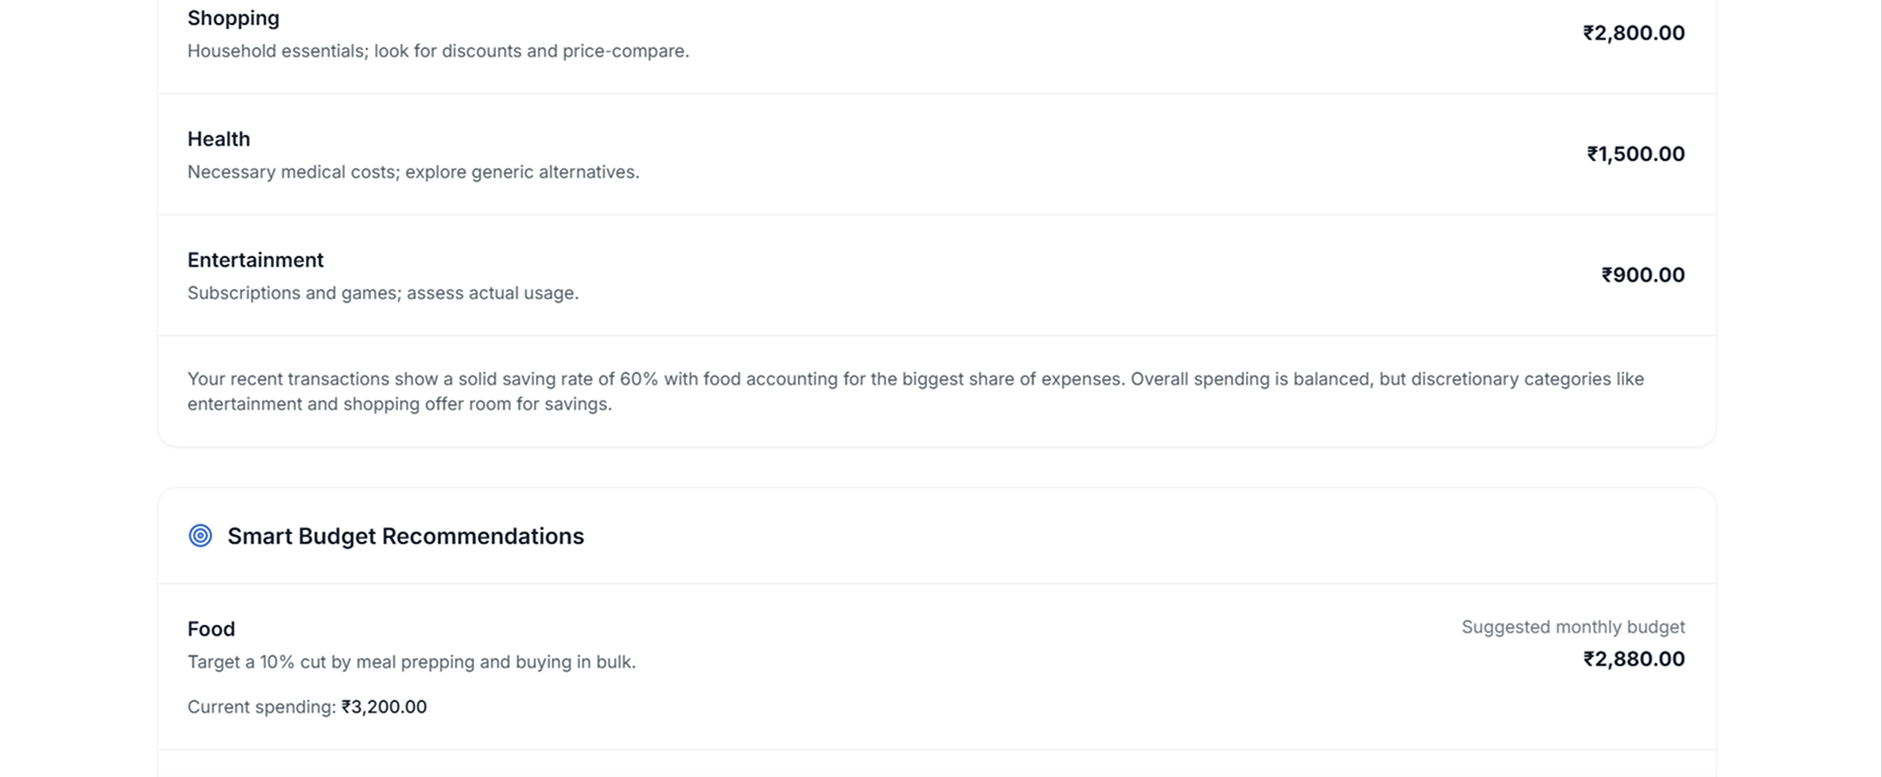 Shopping
₹2,800.00
Household essentials; look for discounts and price-compare.
Health
₹1,500.00
Necessary medical costs; explore generic alternatives.
Entertainment
₹900.00
Subscriptions and games; assess actual usage.
Your recent transactions show a solid saving rate of 60% with food accounting for the biggest share of expenses. Overall spending is balanced, but discretionary categories like
entertainment and shopping offer room for savings.
Smart Budget Recommendations
Food
Suggested monthly budget
Target a 10% cut by meal prepping and buying in bulk.
₹2,880.00
Current spending: ₹3,200.00